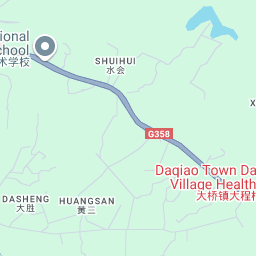 ional
chool
术学校
SHUIHUI
水会
G358
Daqiao Town Da
Village Health
大桥镇大程村
DASHENG
大胜
HUANGSAN
黄三
X